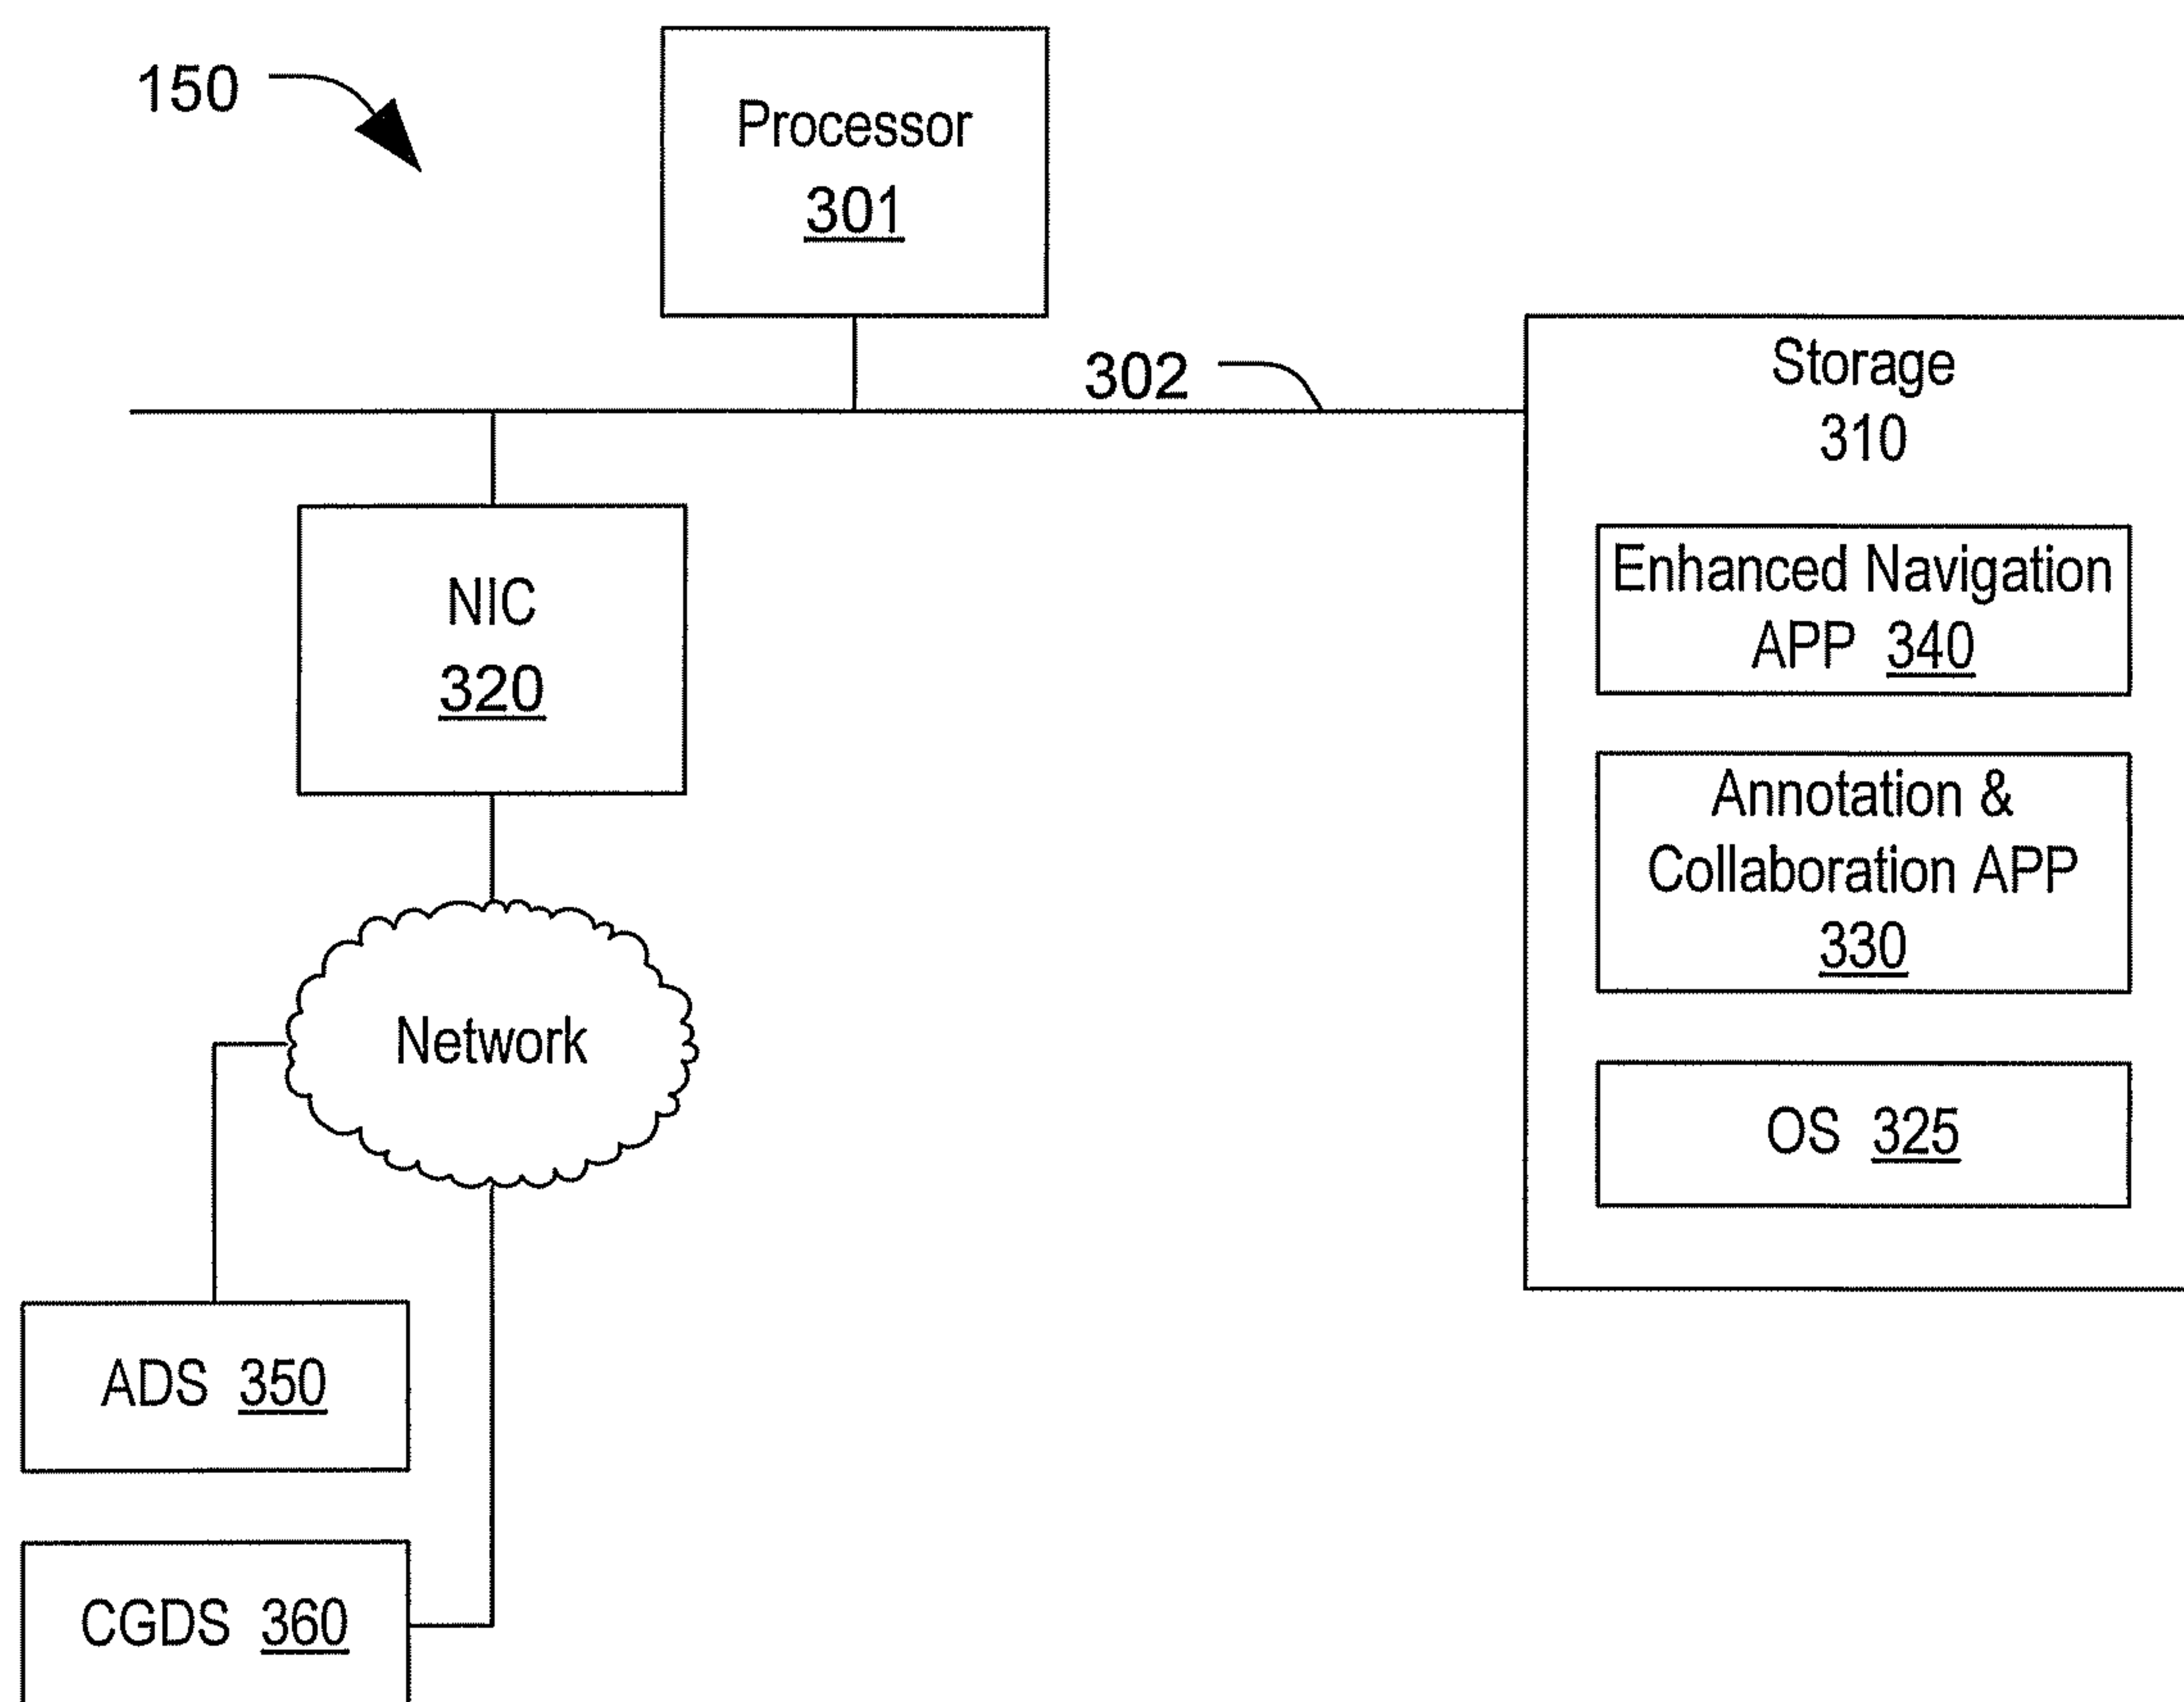 150
Processor
301
302
Storage
310
Enhanced Navigation
APP 340
NIC
320
Annotation &
Collaboration APP
330
Network
OS 325
ADS 350
CGDS 360